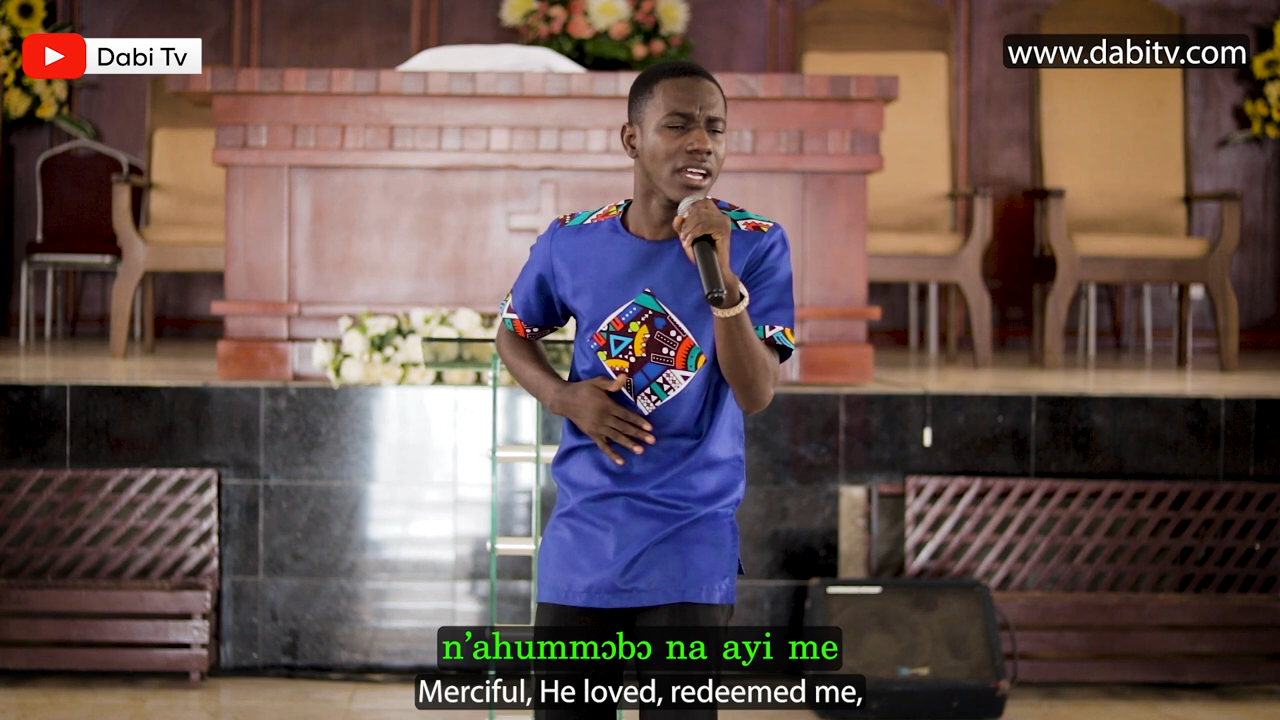 Dabi Tv
www.dabitv.com
n’ahummɔbɔ na ayi me
Merciful, He loved, redeemed me,